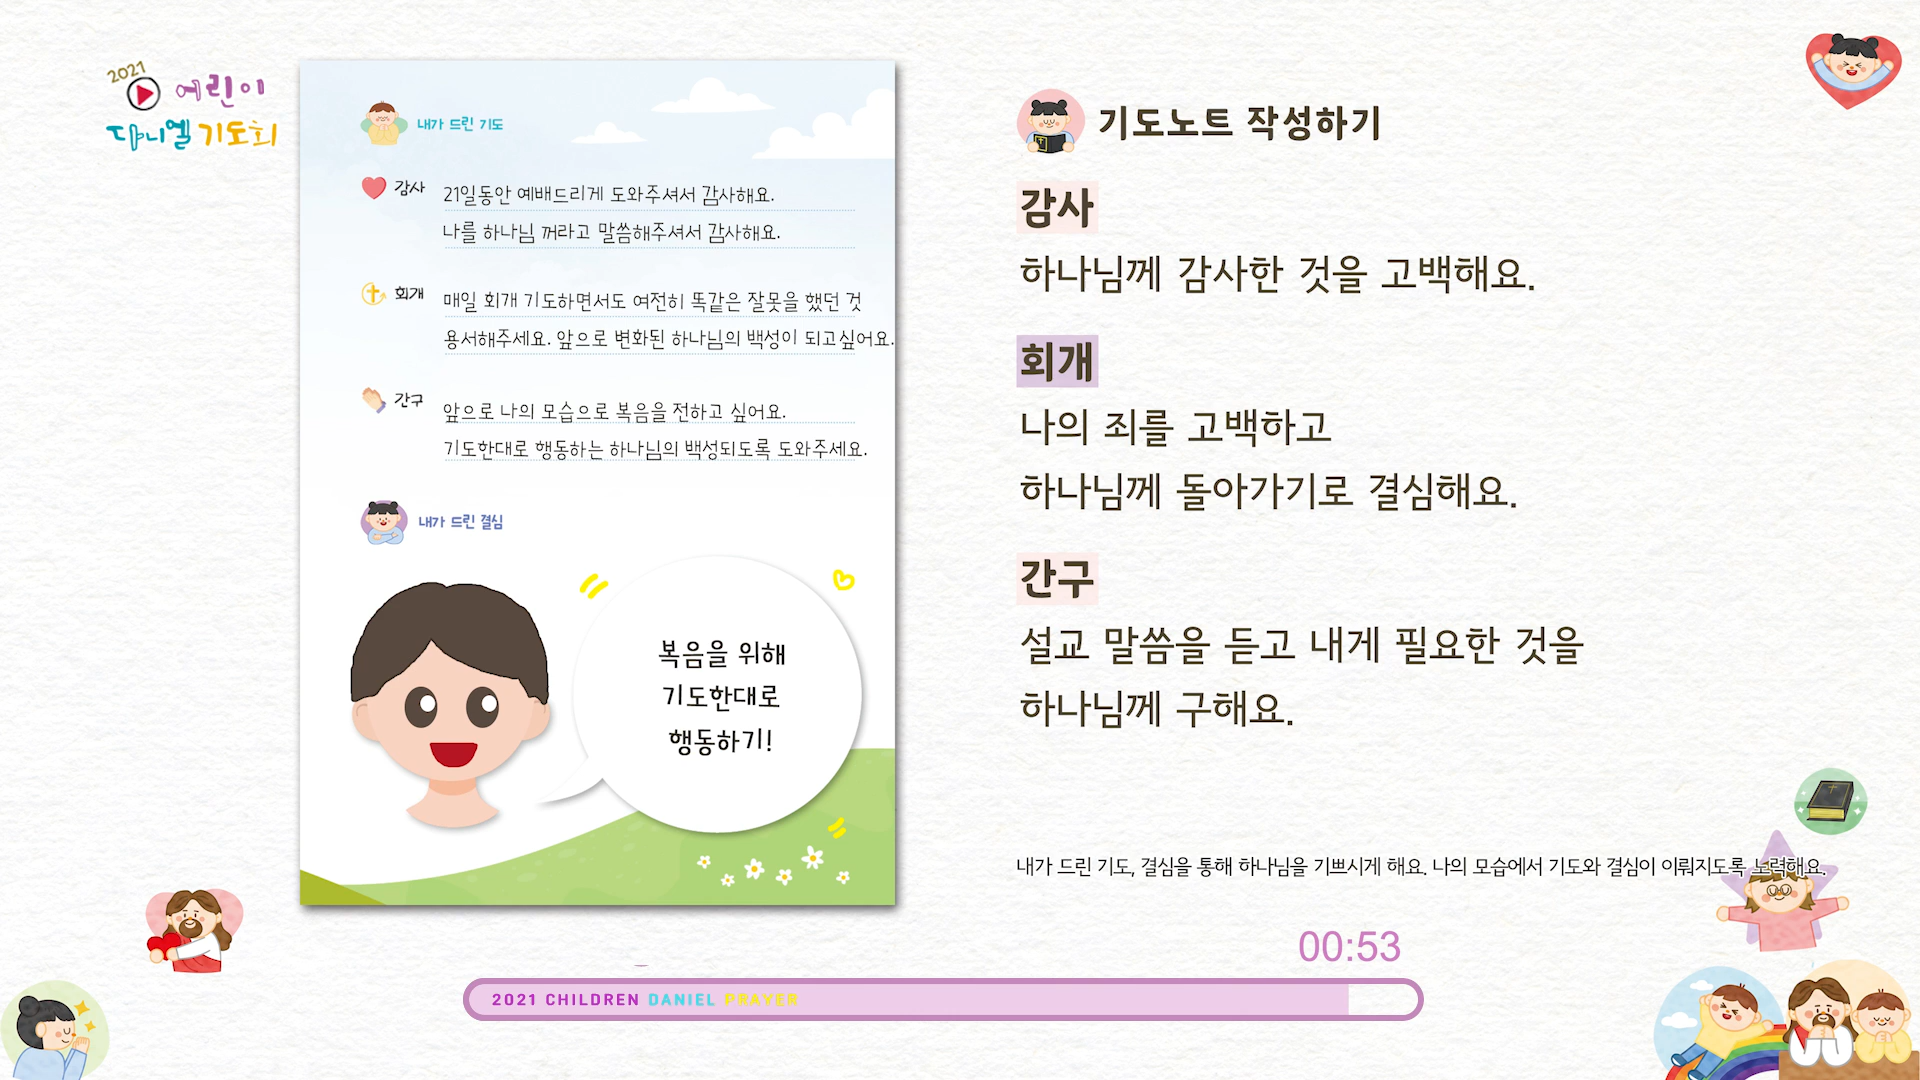 2021
어린이
다니엘 기도회
내가 드린 기도
감사
21일동안 예배드리게 도와주셔서 감사해요.
나를 하나님 꺼라고 말씀해주셔서 감사해요.
회개
매일 회개 기도하면서도 여전히 똑같은 잘못을 했던 것
용서해주세요. 앞으로 변화된 하나님의 백성이 되고싶어요.
간구
앞으로 나의 모습으로 복음을 전하고 싶어요.
기도한대로 행동하는 하나님의 백성되도록 도와주세요.
내가 드린 결심
복음을 위해
기도한대로
행동하기!
기도노트 작성하기
감사
하나님께 감사한 것을 고백해요.
회개
나의 죄를 고백하고
하나님께 돌아가기로 결심해요.
간구
설교 말씀을 듣고 내게 필요한 것을
하나님께 구해요.
내가 드린 기도, 결심을 통해 하나님을 기쁘시게 해요. 나의 모습에서 기도와 결심이 이뤄지도록 노력해요.
00:53
2021 CHILDREN DANIEL PRAYER